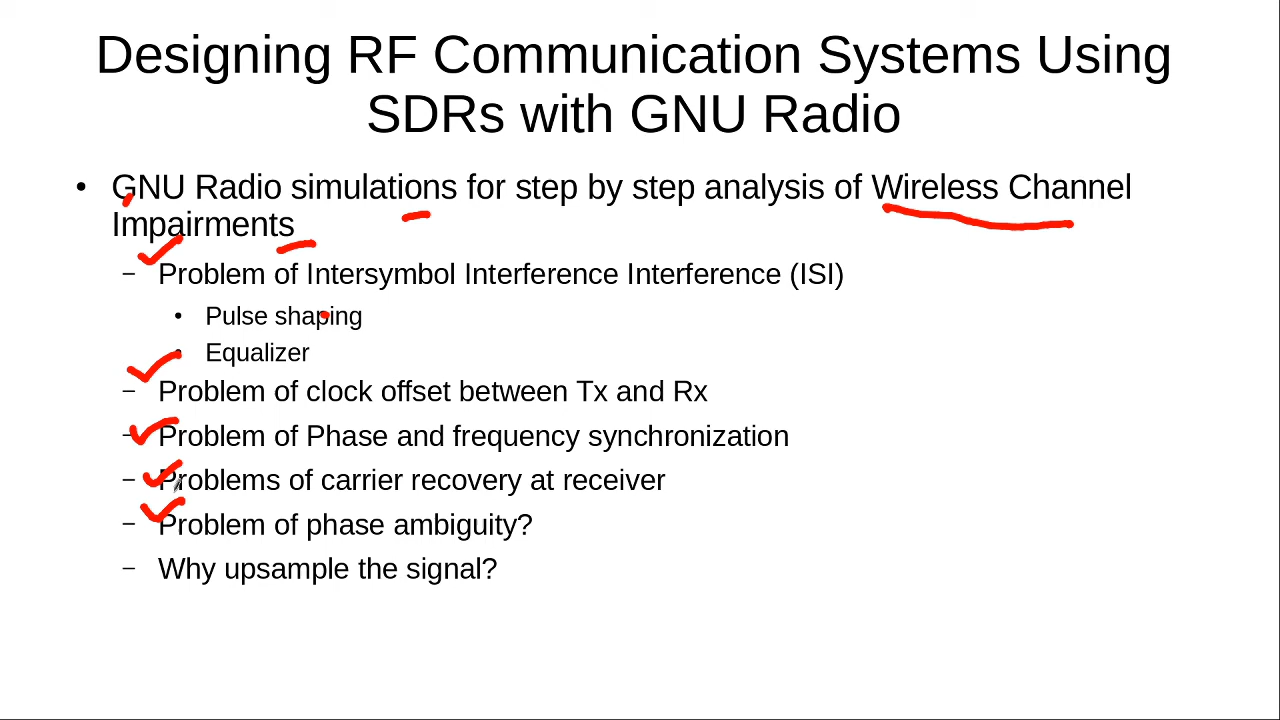 Designing RF Communication Systems Using
SDRs with GNU Radio
• GNU Radio simulations for step by step analysis of Wireless Channel
Impairments
– Problem of Intersymbol Interference Interference (ISI)
• Pulse shaping
• Equalizer
– Problem of clock offset between Tx and Rx
– Problem of Phase and frequency synchronization
– Problems of carrier recovery at receiver
– Problem of phase ambiguity?
– Why upsample the signal?